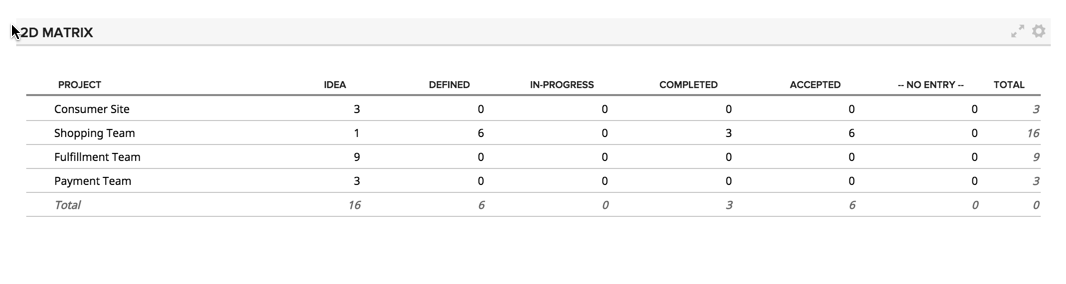 2D MATRIX
PROJECT IDEA DEFINED IN-PROGRESS COMPLETED ACCEPTED -- NO ENTRY -- TOTAL
Consumer Site 3 0 0 0 0 0 3
Shopping Team 1 6 0 3 6 0 16
Fulfillment Team 9 0 0 0 0 0 9
Payment Team 3 0 0 0 0 0 3
Total 16 6 0 3 6 0 0